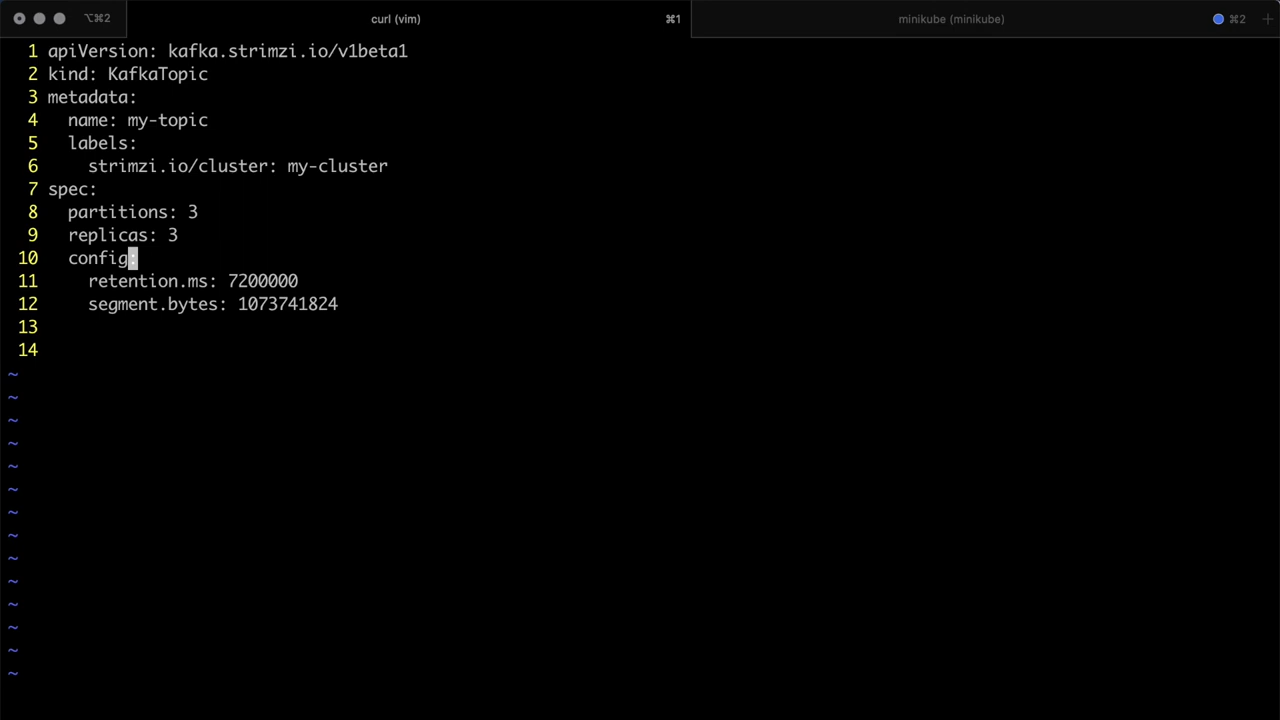 ⌥⌘2 curl (vim) ⌘1 minikube (minikube) ⌘2 +
1 apiVersion: kafka.strimzi.io/v1beta1
2 kind: KafkaTopic
3 metadata:
4   name: my-topic
5   labels:
6     strimzi.io/cluster: my-cluster
7 spec:
8   partitions: 3
9   replicas: 3
10   config:
11     retention.ms: 7200000
12     segment.bytes: 1073741824
13
14
~
~
~
~
~
~
~
~
~
~
~
~
~
~